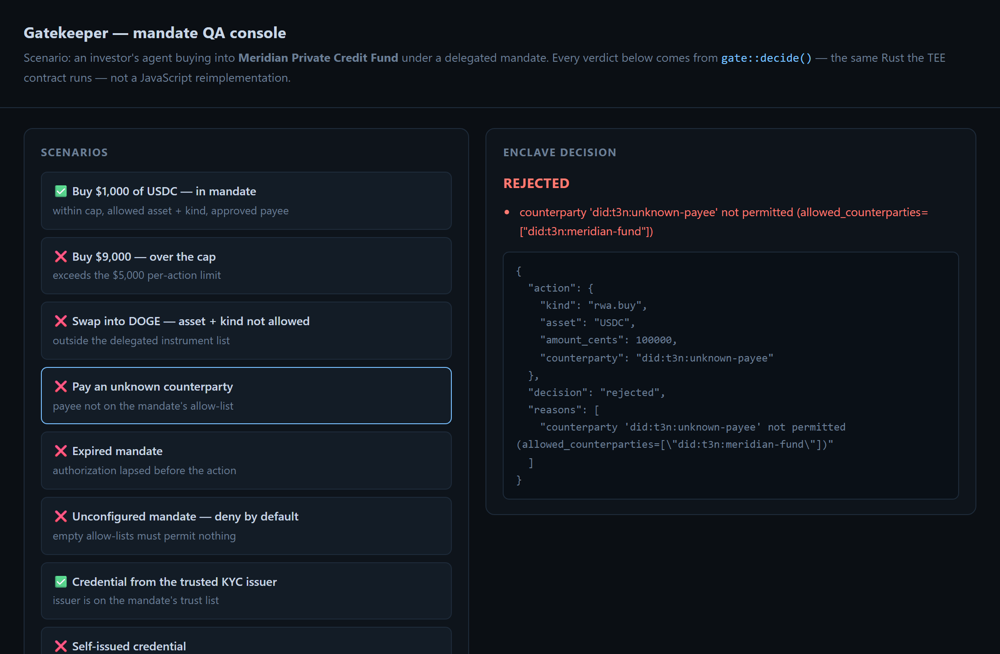 Gatekeeper — mandate QA console
Scenario: an investor's agent buying into Meridian Private Credit Fund under a delegated mandate. Every verdict below comes from gate::decide() — the same Rust the TEE
contract runs — not a JavaScript reimplementation.
SCENARIOS
✅ Buy $1,000 of USDC — in mandate
within cap, allowed asset + kind, approved payee
❌ Buy $9,000 — over the cap
exceeds the $5,000 per-action limit
❌ Swap into DOGE — asset + kind not allowed
outside the delegated instrument list
❌ Pay an unknown counterparty
payee not on the mandate's allow-list
❌ Expired mandate
authorization lapsed before the action
❌ Unconfigured mandate — deny by default
empty allow-lists must permit nothing
✅ Credential from the trusted KYC issuer
issuer is on the mandate's trust list
❌ Self-issued credential
ENCLAVE DECISION
REJECTED
• counterparty 'did:t3n:unknown-payee' not permitted (allowed_counterparties=
["did:t3n:meridian-fund"])
{
  "action": {
    "kind": "rwa.buy",
    "asset": "USDC",
    "amount_cents": 100000,
    "counterparty": "did:t3n:unknown-payee"
  },
  "decision": "rejected",
  "reasons": [
    "counterparty 'did:t3n:unknown-payee' not permitted
(allowed_counterparties=[\"did:t3n:meridian-fund\"])"
  ]
}